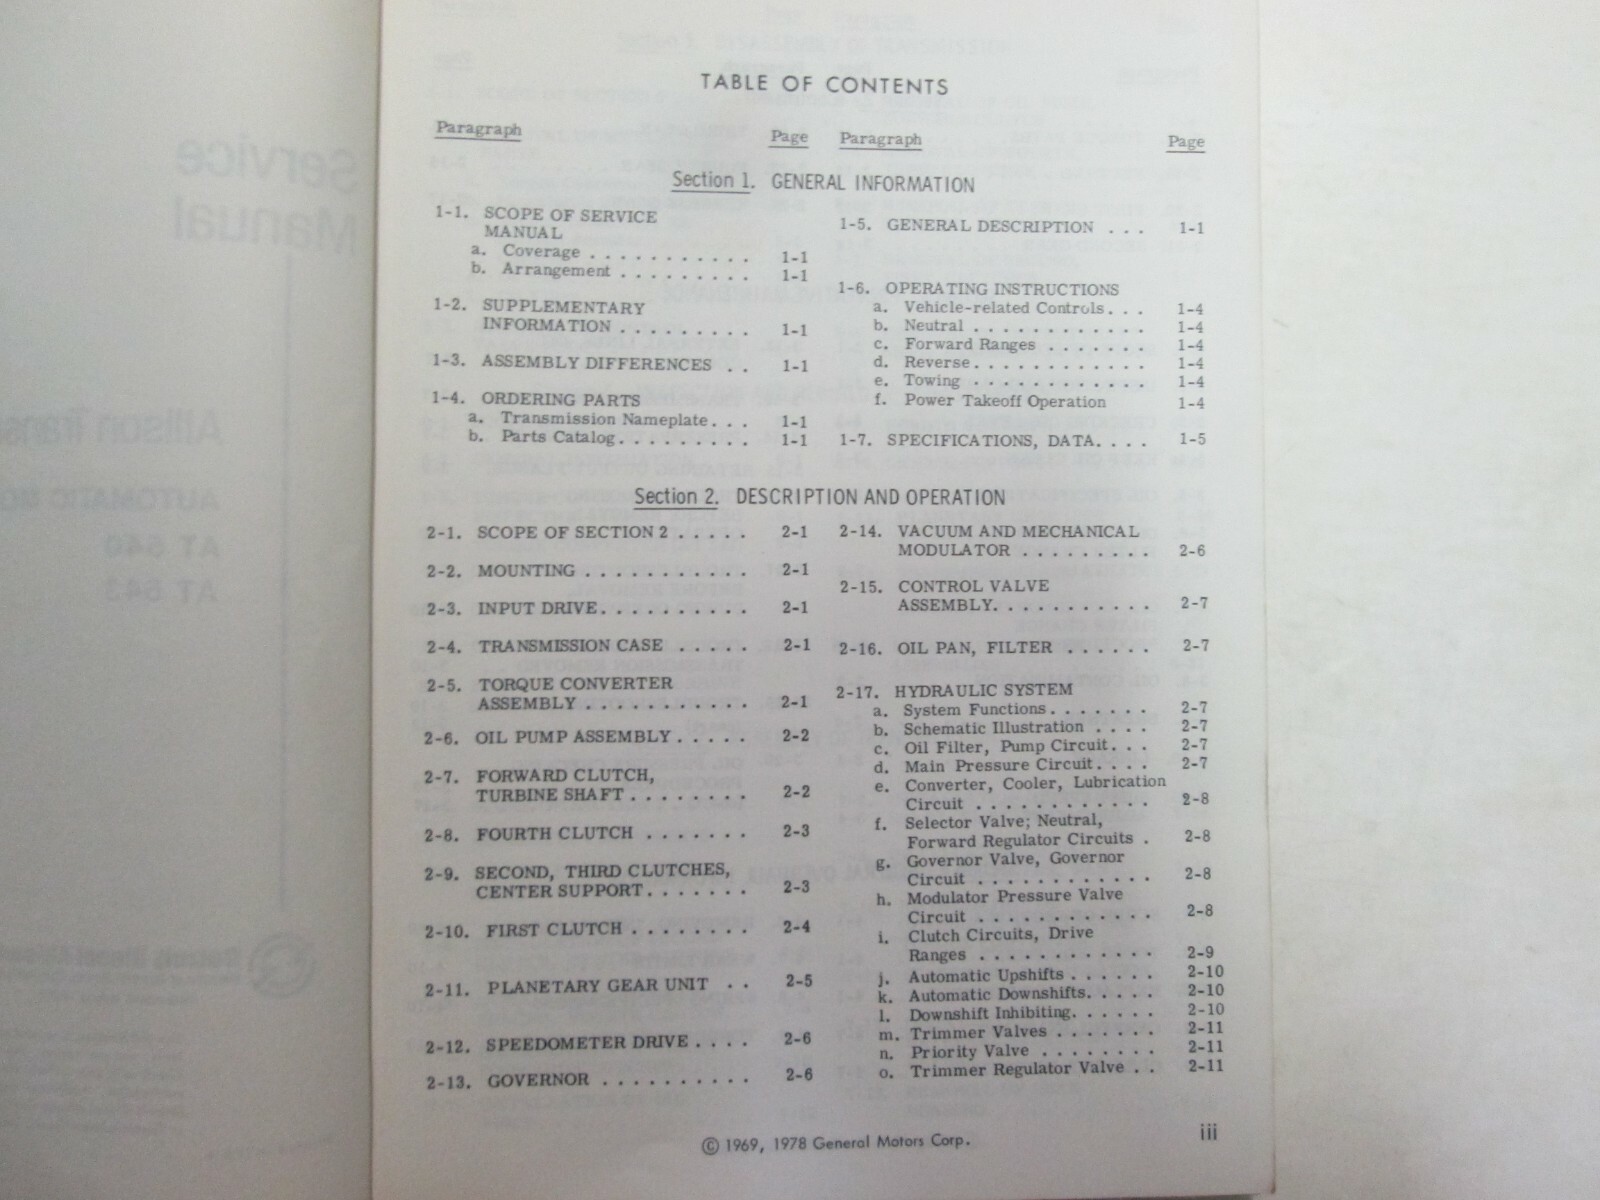 TABLE OF CONTENTS
Paragraph Page Paragraph Page
Section 1. GENERAL INFORMATION
1-1. SCOPE OF SERVICE
MANUAL
a. Coverage . . . . . . . . . . . 1-1
b. Arrangement . . . . . . . . . 1-1
1-2. SUPPLEMENTARY
INFORMATION . . . . . . . . . 1-1
1-3. ASSEMBLY DIFFERENCES . . 1-1
1-4. ORDERING PARTS
a. Transmission Nameplate. . . 1-1
b. Parts Catalog. . . . . . . . . 1-1
1-5. GENERAL DESCRIPTION . . . 1-1
1-6. OPERATING INSTRUCTIONS
a. Vehicle-related Controls. . . 1-4
b. Neutral . . . . . . . . . . . . 1-4
c. Forward Ranges . . . . . . . 1-4
d. Reverse. . . . . . . . . . . . 1-4
e. Towing . . . . . . . . . . . . 1-4
f. Power Takeoff Operation 1-4
1-7. SPECIFICATIONS, DATA. . . . 1-5
Section 2. DESCRIPTION AND OPERATION
2-1. SCOPE OF SECTION 2 . . . . . 2-1
2-2. MOUNTING . . . . . . . . . . . 2-1
2-3. INPUT DRIVE. . . . . . . . . . 2-1
2-4. TRANSMISSION CASE . . . . . 2-1
2-5. TORQUE CONVERTER
ASSEMBLY . . . . . . . . . . . 2-1
2-6. OIL PUMP ASSEMBLY . . . . . 2-2
2-7. FORWARD CLUTCH,
TURBINE SHAFT . . . . . . . . 2-2
2-8. FOURTH CLUTCH . . . . . . . 2-3
2-9. SECOND, THIRD CLUTCHES,
CENTER SUPPORT. . . . . . . 2-3
2-10. FIRST CLUTCH . . . . . . . . 2-4
2-11. PLANETARY GEAR UNIT . . 2-5
2-12. SPEEDOMETER DRIVE . . . . 2-6
2-13. GOVERNOR . . . . . . . . . . 2-6
2-14. VACUUM AND MECHANICAL
MODULATOR . . . . . . . . . 2-6
2-15. CONTROL VALVE
ASSEMBLY. . . . . . . . . . . 2-7
2-16. OIL PAN, FILTER . . . . . . 2-7
2-17. HYDRAULIC SYSTEM
a. System Functions . . . . . . . 2-7
b. Schematic Illustration . . . . 2-7
c. Oil Filter, Pump Circuit. . . 2-7
d. Main Pressure Circuit. . . . 2-7
e. Converter, Cooler, Lubrication
Circuit . . . . . . . . . . . . 2-8
f. Selector Valve; Neutral,
Forward Regulator Circuits . 2-8
g. Governor Valve, Governor
Circuit . . . . . . . . . . . . 2-8
h. Modulator Pressure Valve
Circuit . . . . . . . . . . . . 2-8
i. Clutch Circuits, Drive
Ranges . . . . . . . . . . . . 2-9
j. Automatic Upshifts . . . . . . 2-10
k. Automatic Downshifts. . . . . 2-10
l. Downshift Inhibiting. . . . . . 2-10
m. Trimmer Valves . . . . . . . 2-11
n. Priority Valve . . . . . . . . 2-11
o. Trimmer Regulator Valve . . 2-11
© 1969, 1978 General Motors Corp.
iii